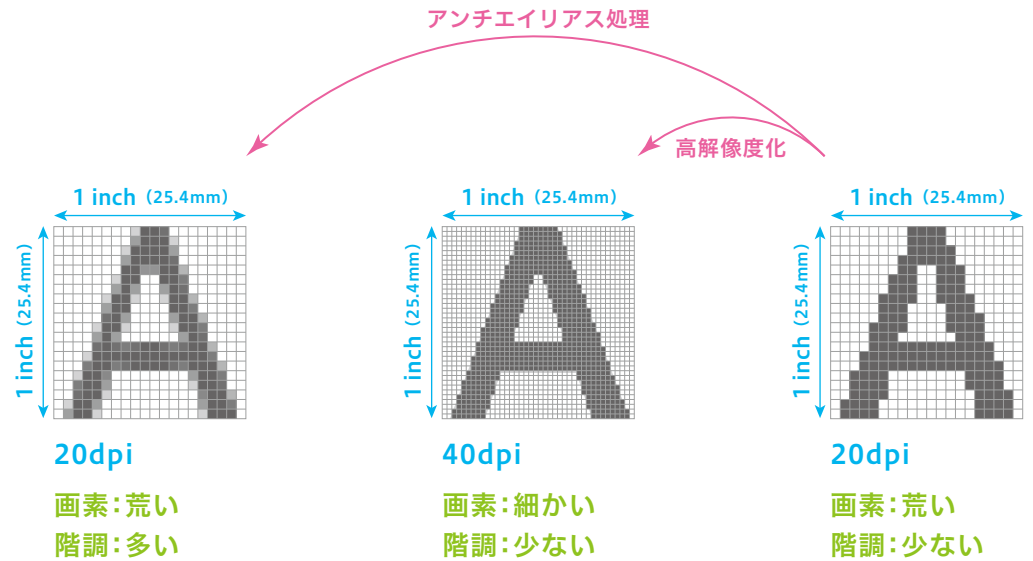 アンチエイリアス処理
高解像度化
1 inch（25.4mm）
1 inch（25.4mm）
20dpi
画素：荒い
階調：多い
1 inch（25.4mm）
1 inch（25.4mm）
40dpi
画素：細かい
階調：少ない
1 inch（25.4mm）
1 inch（25.4mm）
20dpi
画素：荒い
階調：少ない
A
A
A